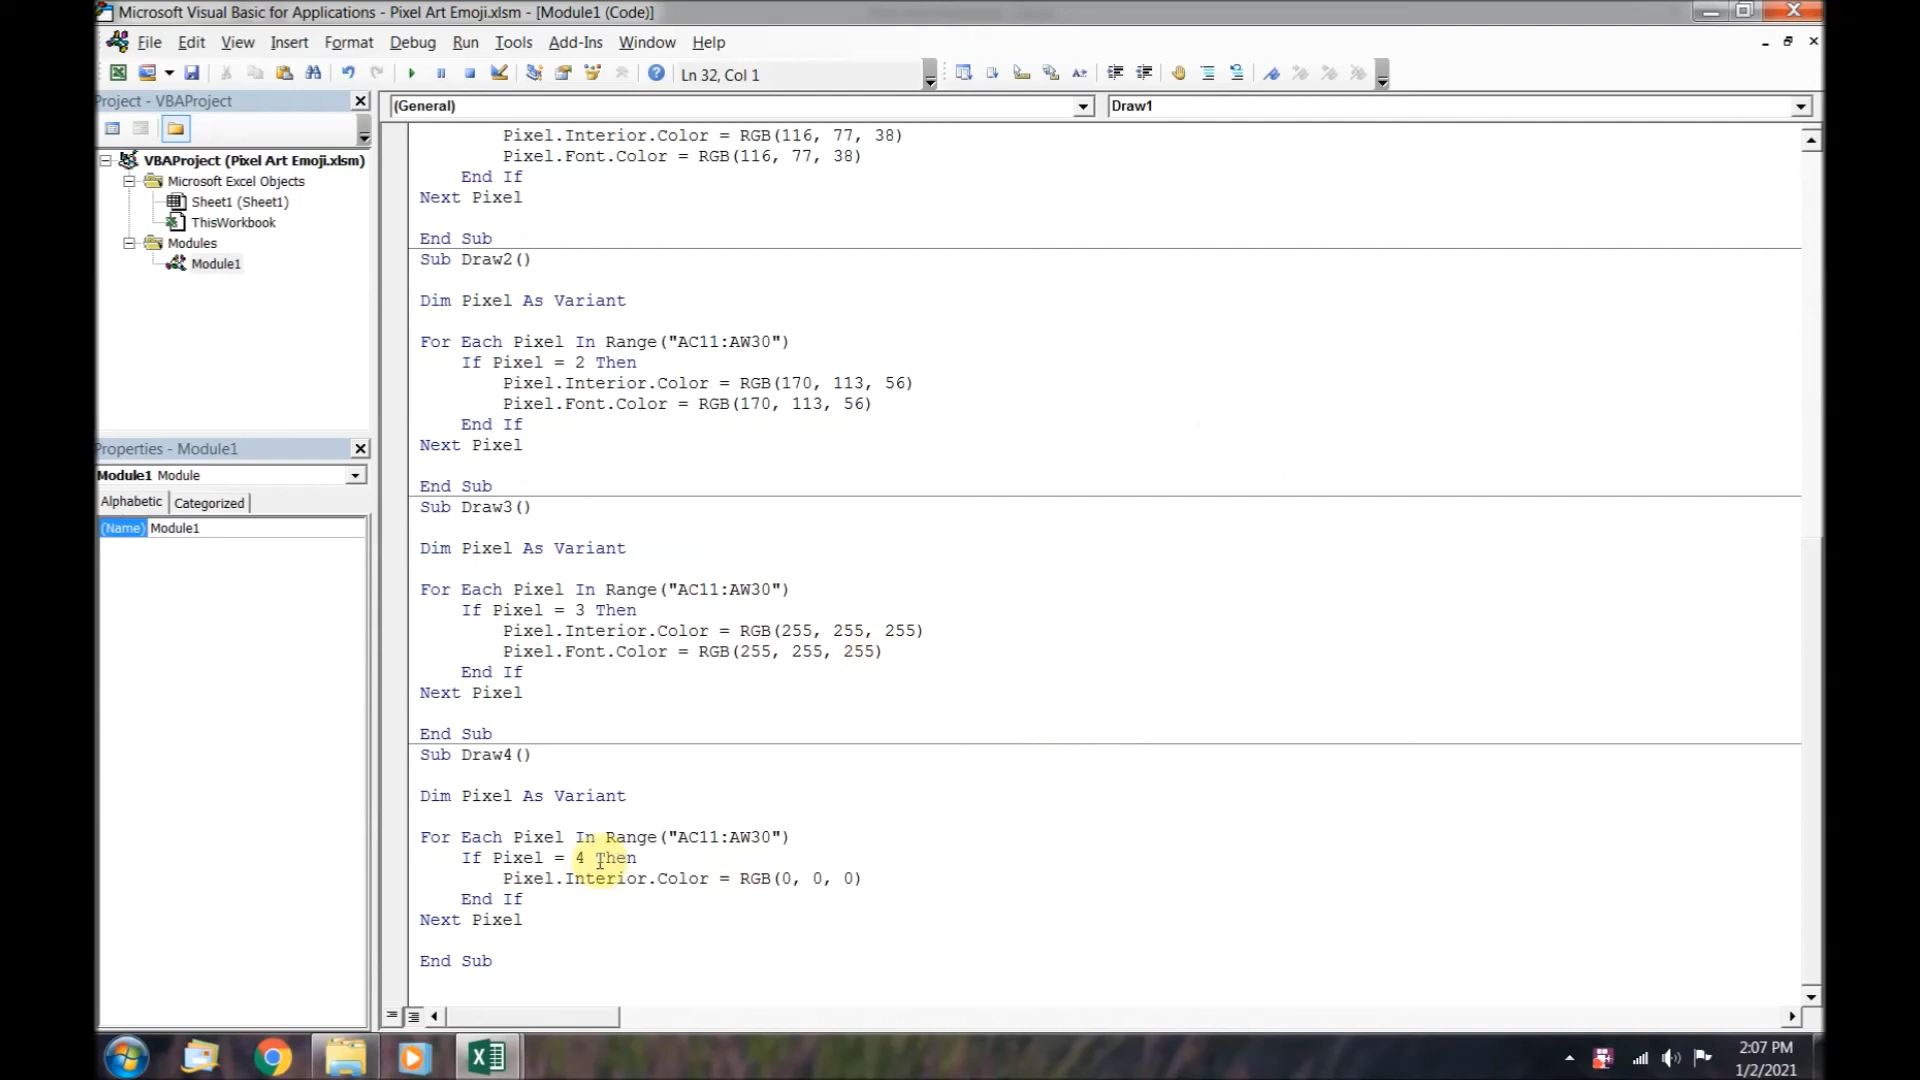 Microsoft Visual Basic for Applications - Pixel Art Emoji.xlsm - [Module1 (Code)]
File Edit View Insert Format Debug Run Tools Add-Ins Window Help
Ln 32, Col 1
Project - VBAProject
(General)
Draw1
VBAProject (Pixel Art Emoji.xlsm)
Microsoft Excel Objects
Sheet1 (Sheet1)
ThisWorkbook
Modules
Module1
Properties - Module1
Module1 Module
Alphabetic Categorized
(Name) Module1
Pixel.Interior.Color = RGB(116, 77, 38)
Pixel.Font.Color = RGB(116, 77, 38)
End If
Next Pixel
End Sub
Sub Draw2()
Dim Pixel As Variant
For Each Pixel In Range("AC11:AW30")
If Pixel = 2 Then
Pixel.Interior.Color = RGB(170, 113, 56)
Pixel.Font.Color = RGB(170, 113, 56)
End If
Next Pixel
End Sub
Sub Draw3()
Dim Pixel As Variant
For Each Pixel In Range("AC11:AW30")
If Pixel = 3 Then
Pixel.Interior.Color = RGB(255, 255, 255)
Pixel.Font.Color = RGB(255, 255, 255)
End If
Next Pixel
End Sub
Sub Draw4()
Dim Pixel As Variant
For Each Pixel In Range("AC11:AW30")
If Pixel = 4 Then
Pixel.Interior.Color = RGB(0, 0, 0)
End If
Next Pixel
End Sub
2:07 PM
1/2/2021